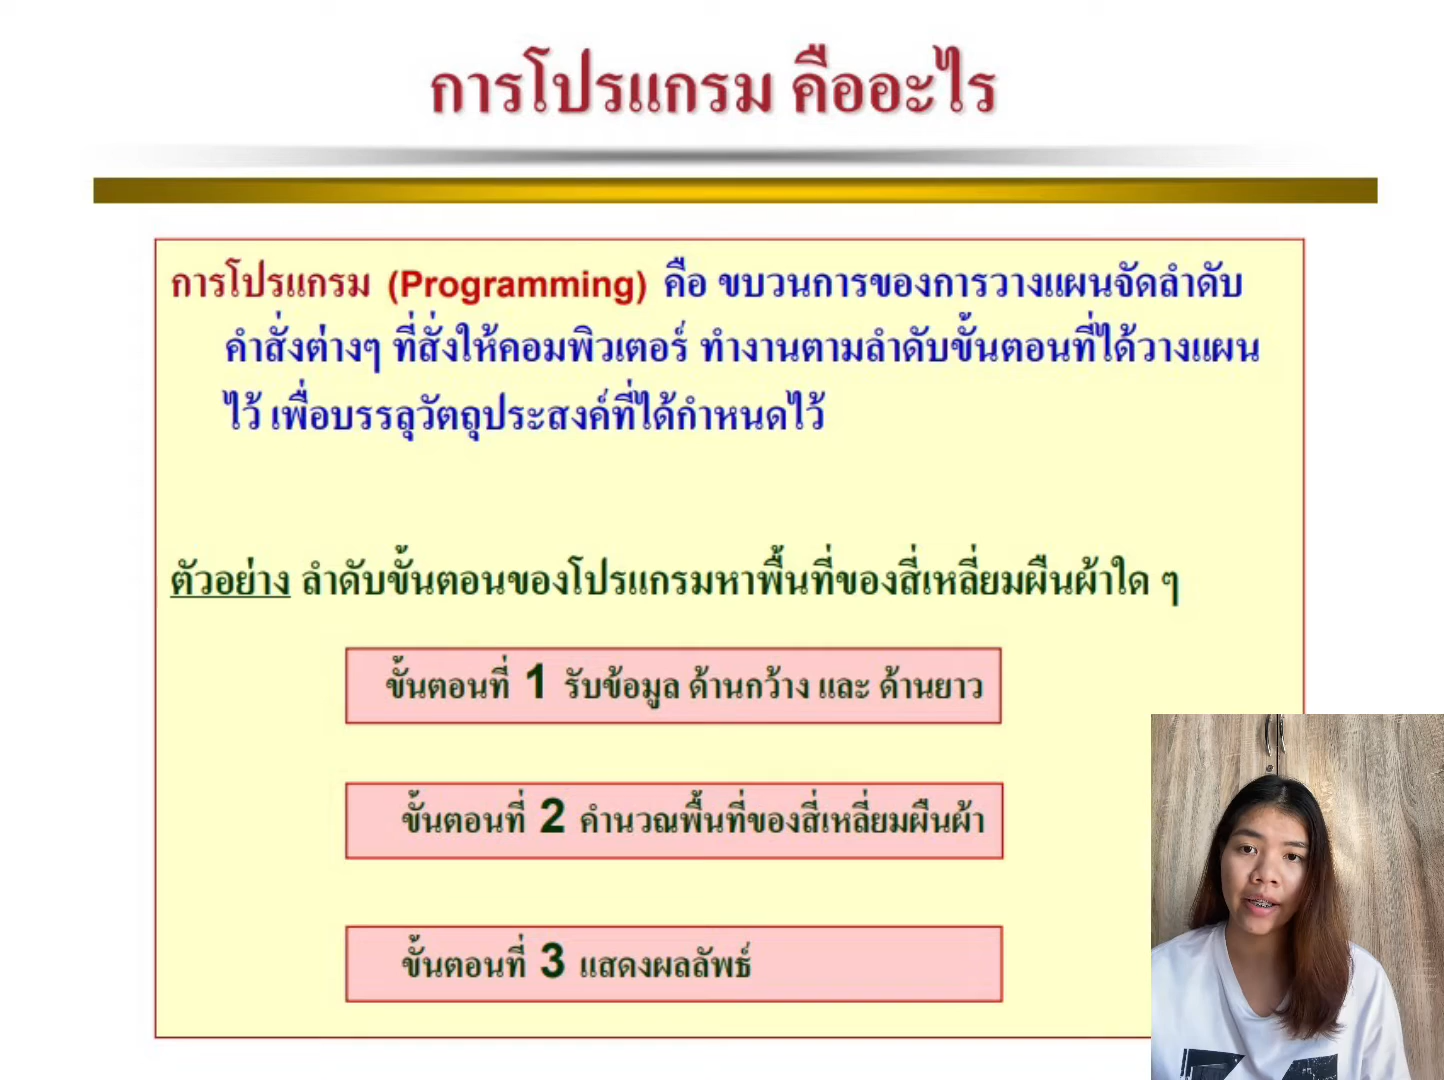 การโปรแกรม คืออะไร
การโปรแกรม (Programming) คือ ขบวนการของการวางแผนจัดลำดับ
คำสั่งต่างๆ ที่สั่งให้คอมพิวเตอร์ ทำงานตามลำดับขั้นตอนที่ได้วางแผน
ไว้ เพื่อบรรลุวัตถุประสงค์ที่ได้กำหนดไว้
ตัวอย่าง ลำดับขั้นตอนของโปรแกรมหาพื้นที่ของสี่เหลี่ยมผืนผ้าใด ๆ
ขั้นตอนที่ 1 รับข้อมูล ด้านกว้าง และ ด้านยาว
ขั้นตอนที่ 2 คำนวณพื้นที่ของสี่เหลี่ยมผืนผ้า
ขั้นตอนที่ 3 แสดงผลลัพธ์